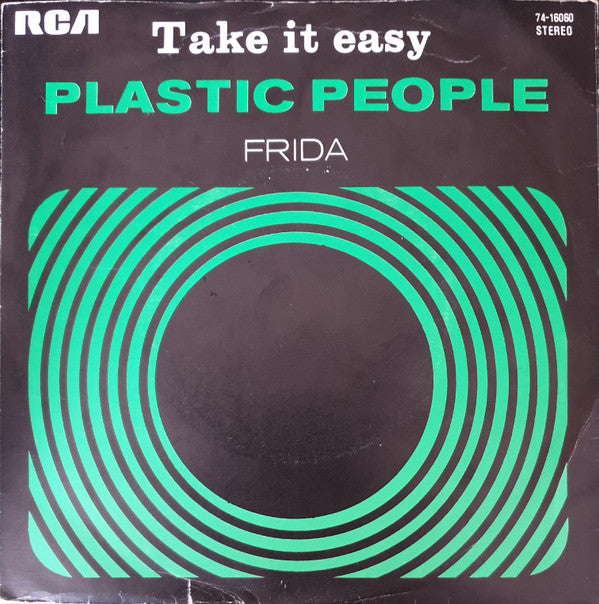 RCA
Take it easy
74-16060
STEREO
PLASTIC PEOPLE
FRIDA